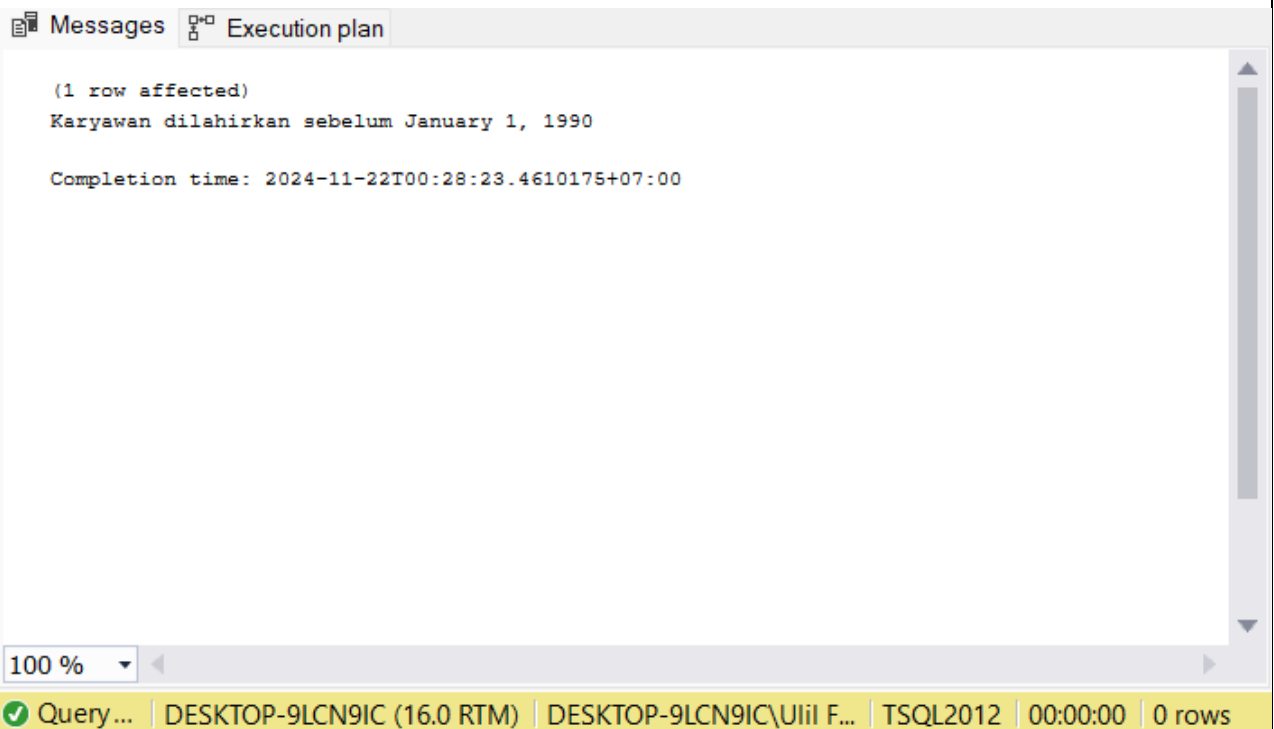 Messages Execution plan
(1 row affected)
Karyawan dilahirkan sebelum January 1, 1990
Completion time: 2024-11-22T00:28:23.4610175+07:00
100 %
Query... DESKTOP-9LCN9IC (16.0 RTM) DESKTOP-9LCN9IC\Ulil F... TSQL2012 00:00:00 0 rows